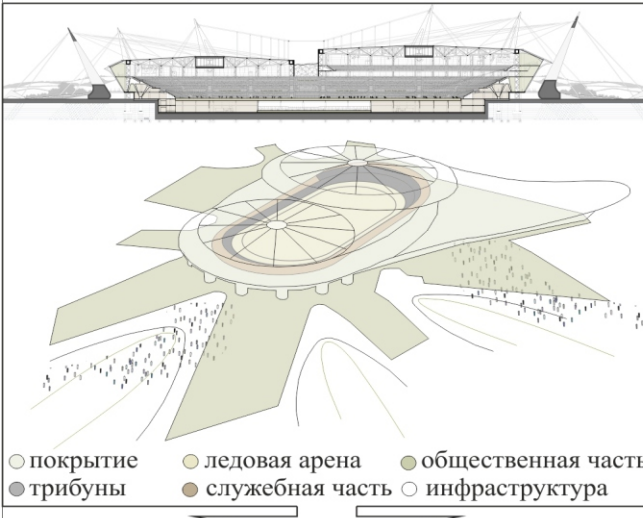 покрытие ледовая арена общественная часть
трибуны служебная часть инфраструктура